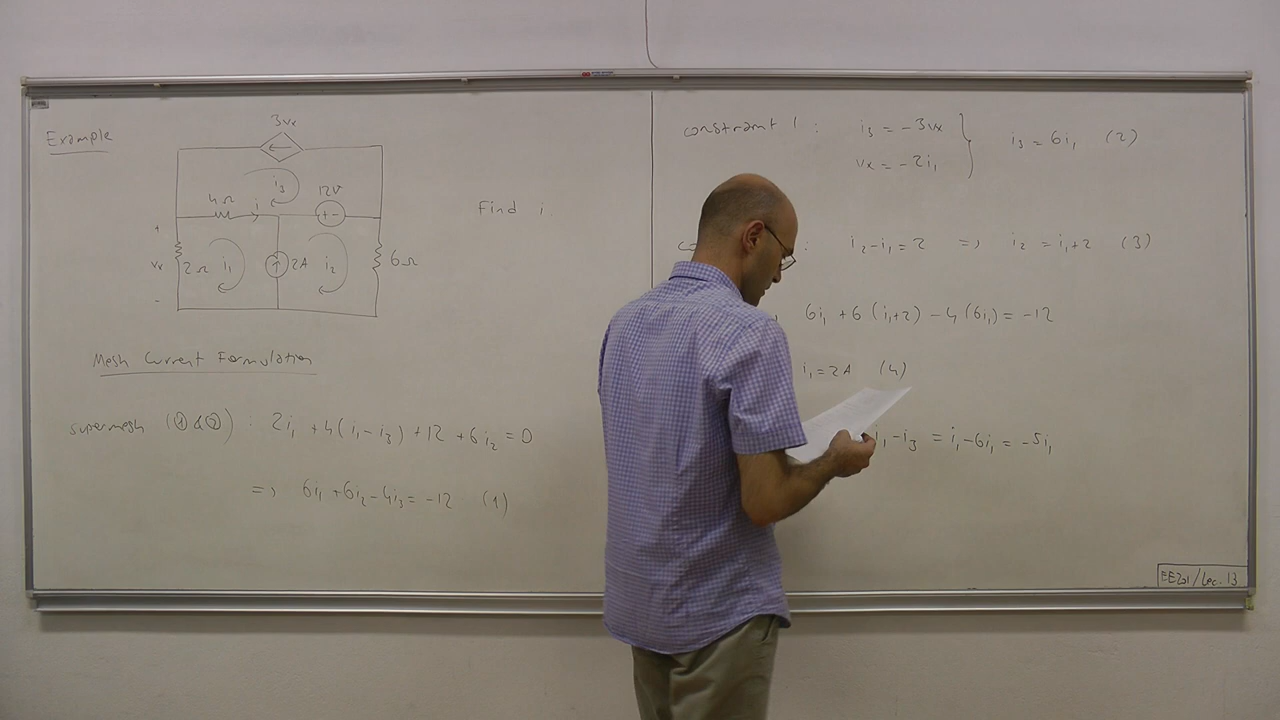 Example
3vx
4Ω
i
i₃
12V
+ -
Find i.
+
vx
-
2Ω
i₁
2A
i₂
6Ω
Mesh Current Formulation
supermesh (① & ②) : 2i₁ + 4(i₁-i₃) + 12 + 6i₂ = 0
=> 6i₁ + 6i₂ - 4i₃ = -12 (1)
constraint 1 : i₃ = -3vx
vx = -2i₁
} i₃ = 6i₁ (2)
: i₂-i₁ = 2 => i₂ = i₁+2 (3)
6i₁ + 6(i₁+2) - 4(6i₁) = -12
i₁ = 2A (4)
i₁-i₃ = i₁-6i₁ = -5i₁
EE201/Lec. 13